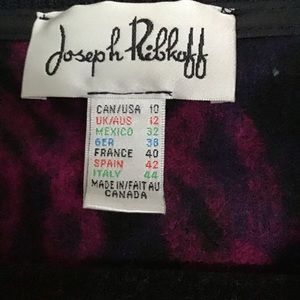 Joseph Ribkoff
CAN/USA 10
UK/AUS 12
MEXICO 32
GER 38
FRANCE 40
SPAIN 42
ITALY 44
MADE IN/FAIT AU
CANADA